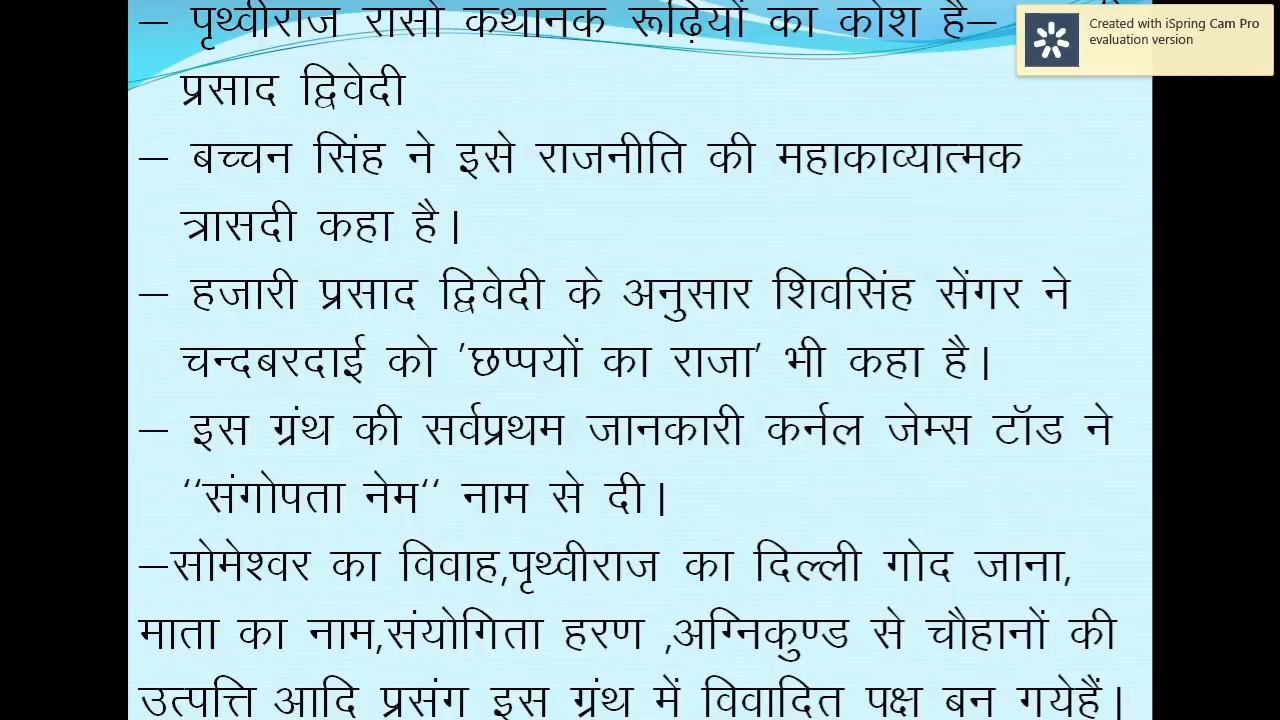 – पृथ्वीराज रासो कथानक रूढ़ियों का कोश है–
प्रसाद द्विवेदी
– बच्चन सिंह ने इसे राजनीति की महाकाव्यात्मक
त्रासदी कहा है।
– हजारी प्रसाद द्विवेदी के अनुसार शिवसिंह सेंगर ने
चन्दबरदाई को ’छप्पयों का राजा’ भी कहा है।
– इस ग्रंथ की सर्वप्रथम जानकारी कर्नल जेम्स टॉड ने
‘‘संगोपता नेम‘‘ नाम से दी।
–सोमेश्वर का विवाह,पृथ्वीराज का दिल्ली गोद जाना,
माता का नाम,संयोगिता हरण ,अग्निकुण्ड से चौहानों की
उत्पत्ति आदि प्रसंग इस ग्रंथ में विवादित पक्ष बन गयेहैं।
Created with iSpring Cam Pro
evaluation version